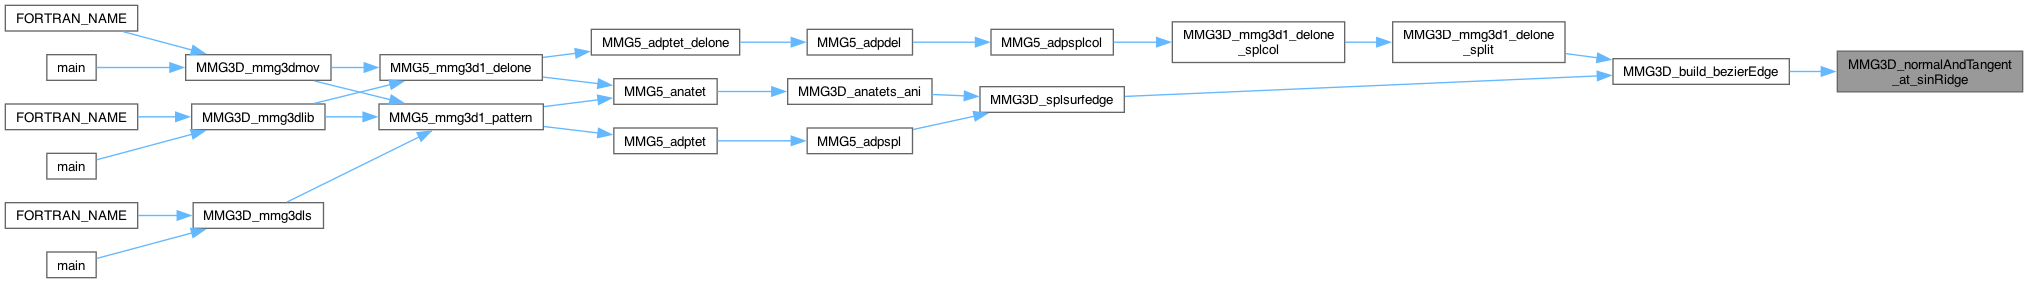 FORTRAN_NAME
main
MMG3D_mmg3dmov
FORTRAN_NAME
main
MMG3D_mmg3dlib
FORTRAN_NAME
main
MMG3D_mmg3dls
MMG5_mmg3d1_delone
MMG5_mmg3d1_pattern
MMG5_adptet_delone
MMG5_anatet
MMG5_adptet
MMG5_adpdel
MMG3D_anatets_ani
MMG5_adpspl
MMG5_adpsplcol
MMG3D_splsurfedge
MMG3D_mmg3d1_delone
_splcol
MMG3D_mmg3d1_delone
_split
MMG3D_build_bezierEdge
MMG3D_normalAndTangent
_at_sinRidge